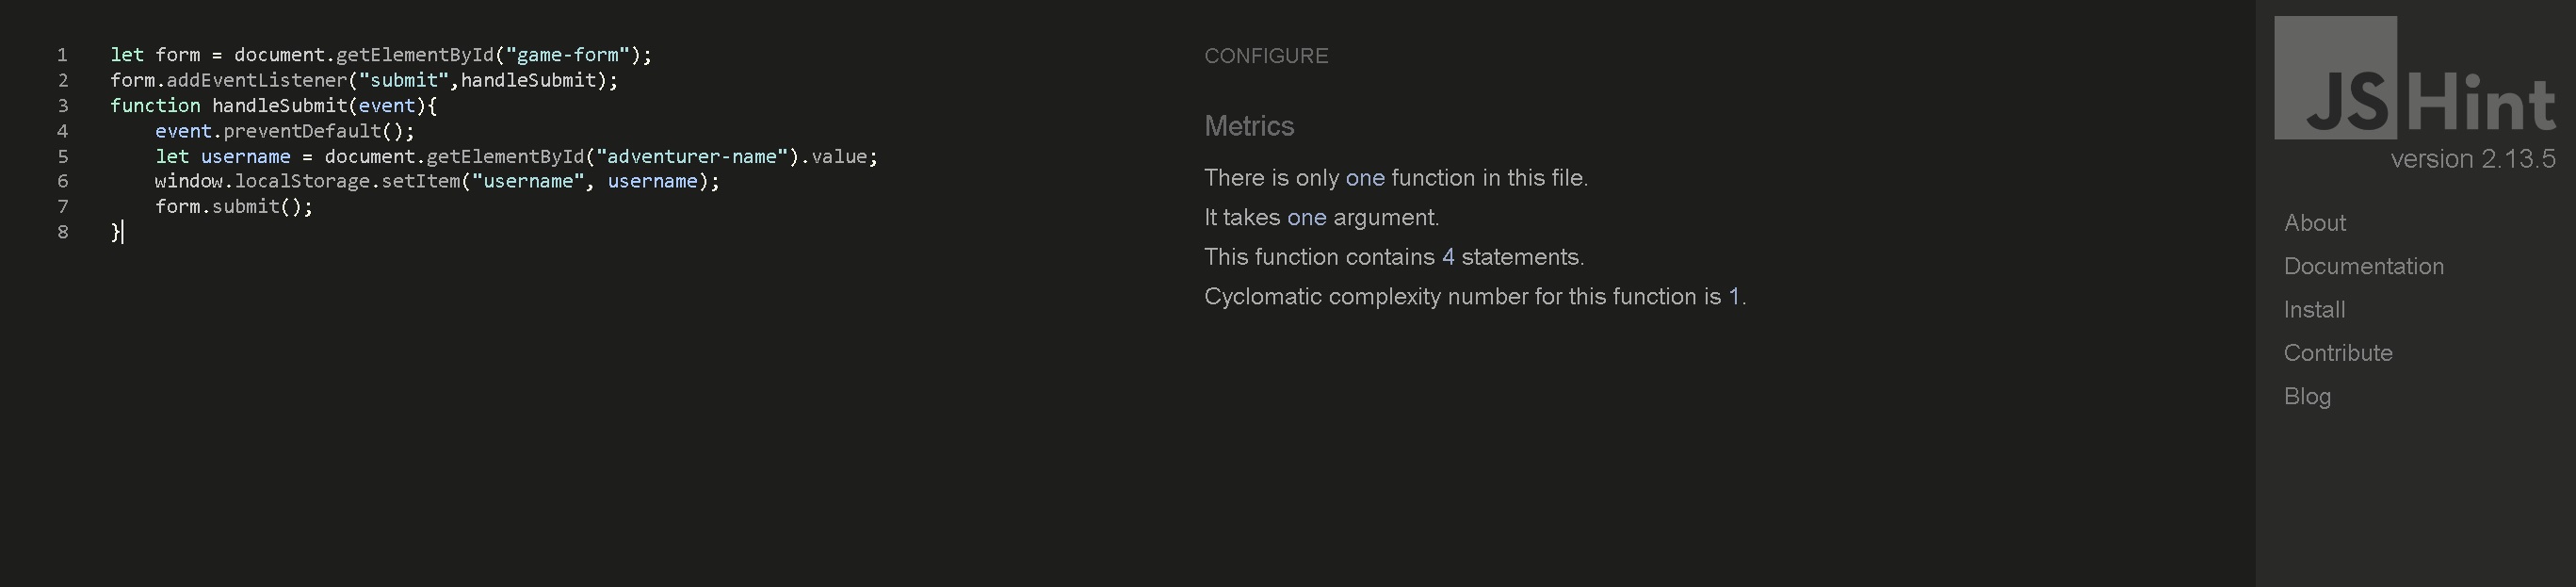 1 let form = document.getElementById("game-form");
2 form.addEventListener("submit",handleSubmit);
3 function handleSubmit(event){
4     event.preventDefault();
5     let username = document.getElementById("adventurer-name").value;
6     window.localStorage.setItem("username", username);
7     form.submit();
8 }
CONFIGURE
Metrics
There is only one function in this file.
It takes one argument.
This function contains 4 statements.
Cyclomatic complexity number for this function is 1.
JSHint
version 2.13.5
About
Documentation
Install
Contribute
Blog